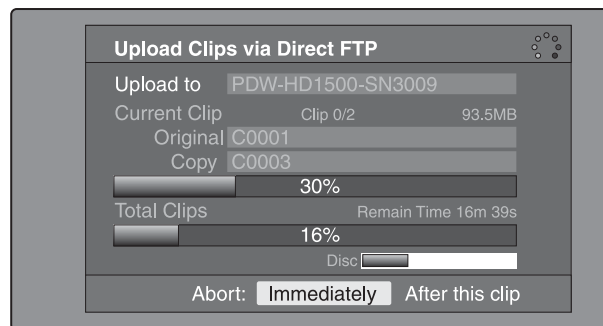 Upload Clips via Direct FTP
Upload to PDW-HD1500-SN3009
Current Clip Clip 0/2 93.5MB
Original C0001
Copy C0003
30%
Total Clips Remain Time 16m 39s
16%
Disc
Abort: Immediately After this clip